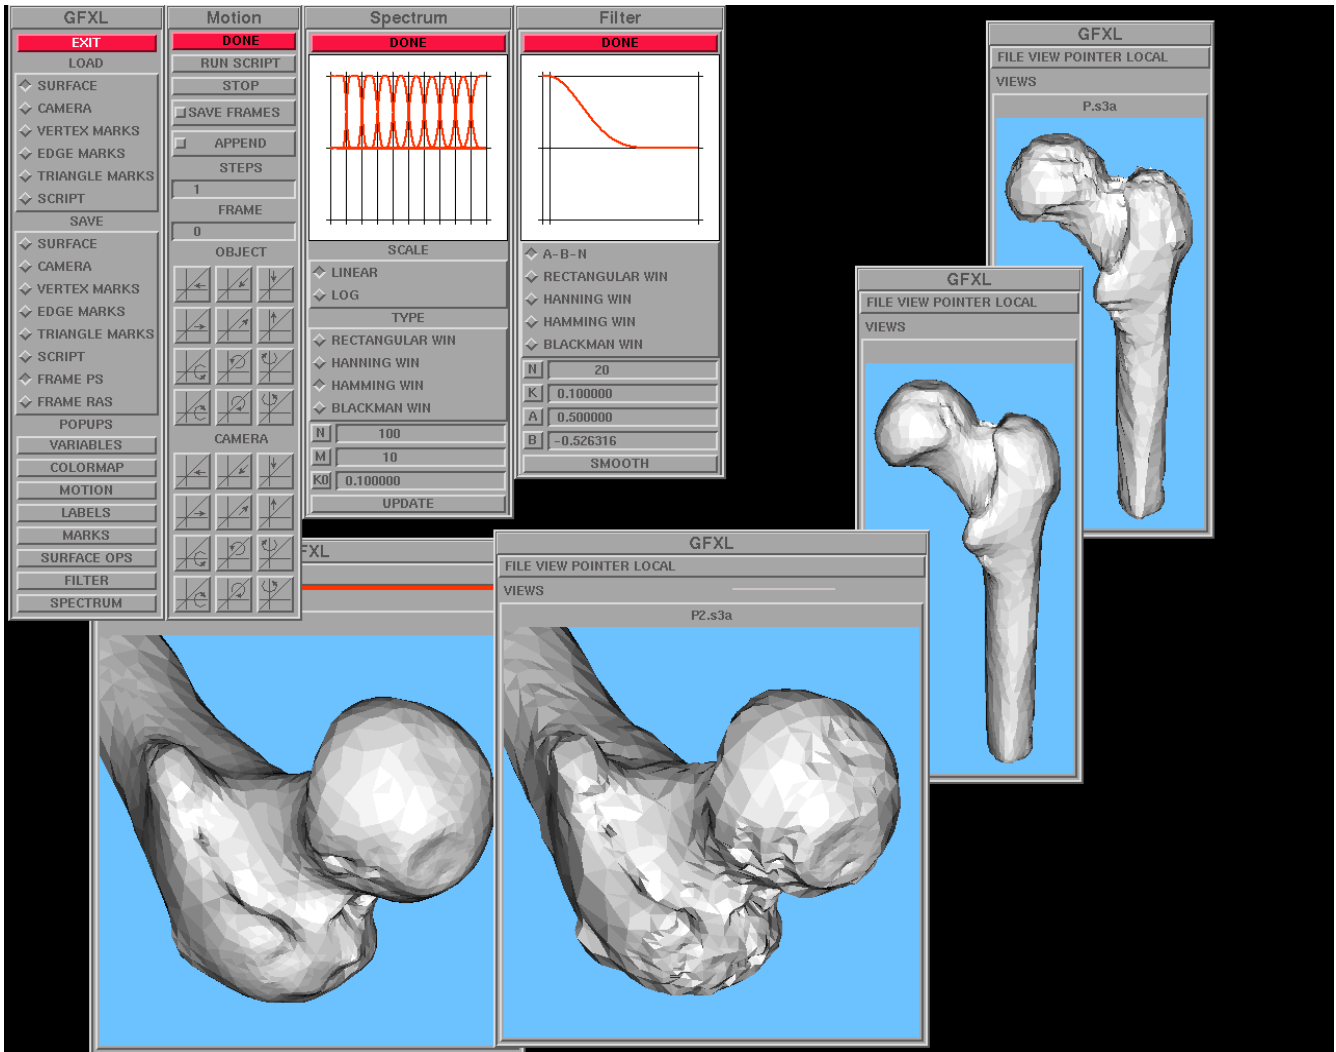 GFXL
EXIT
LOAD
SURFACE
CAMERA
VERTEX MARKS
EDGE MARKS
TRIANGLE MARKS
SCRIPT
SAVE
SURFACE
CAMERA
VERTEX MARKS
EDGE MARKS
TRIANGLE MARKS
SCRIPT
FRAME PS
FRAME RAS
POPUPS
VARIABLES
COLORMAP
MOTION
LABELS
MARKS
SURFACE OPS
FILTER
SPECTRUM
Motion
DONE
RUN SCRIPT
STOP
SAVE FRAMES
APPEND
STEPS
1
FRAME
0
OBJECT
CAMERA
Spectrum
DONE
SCALE
LINEAR
LOG
TYPE
RECTANGULAR WIN
HANNING WIN
HAMMING WIN
BLACKMAN WIN
N 100
M 10
K0 0.100000
UPDATE
Filter
DONE
A-B-N
RECTANGULAR WIN
HANNING WIN
HAMMING WIN
BLACKMAN WIN
N 20
K 0.100000
A 0.500000
B -0.526316
SMOOTH
GFXL
FILE VIEW POINTER LOCAL
VIEWS
P.s3a
GFXL
FILE VIEW POINTER LOCAL
VIEWS
FXL
GFXL
FILE VIEW POINTER LOCAL
VIEWS
P2.s3a